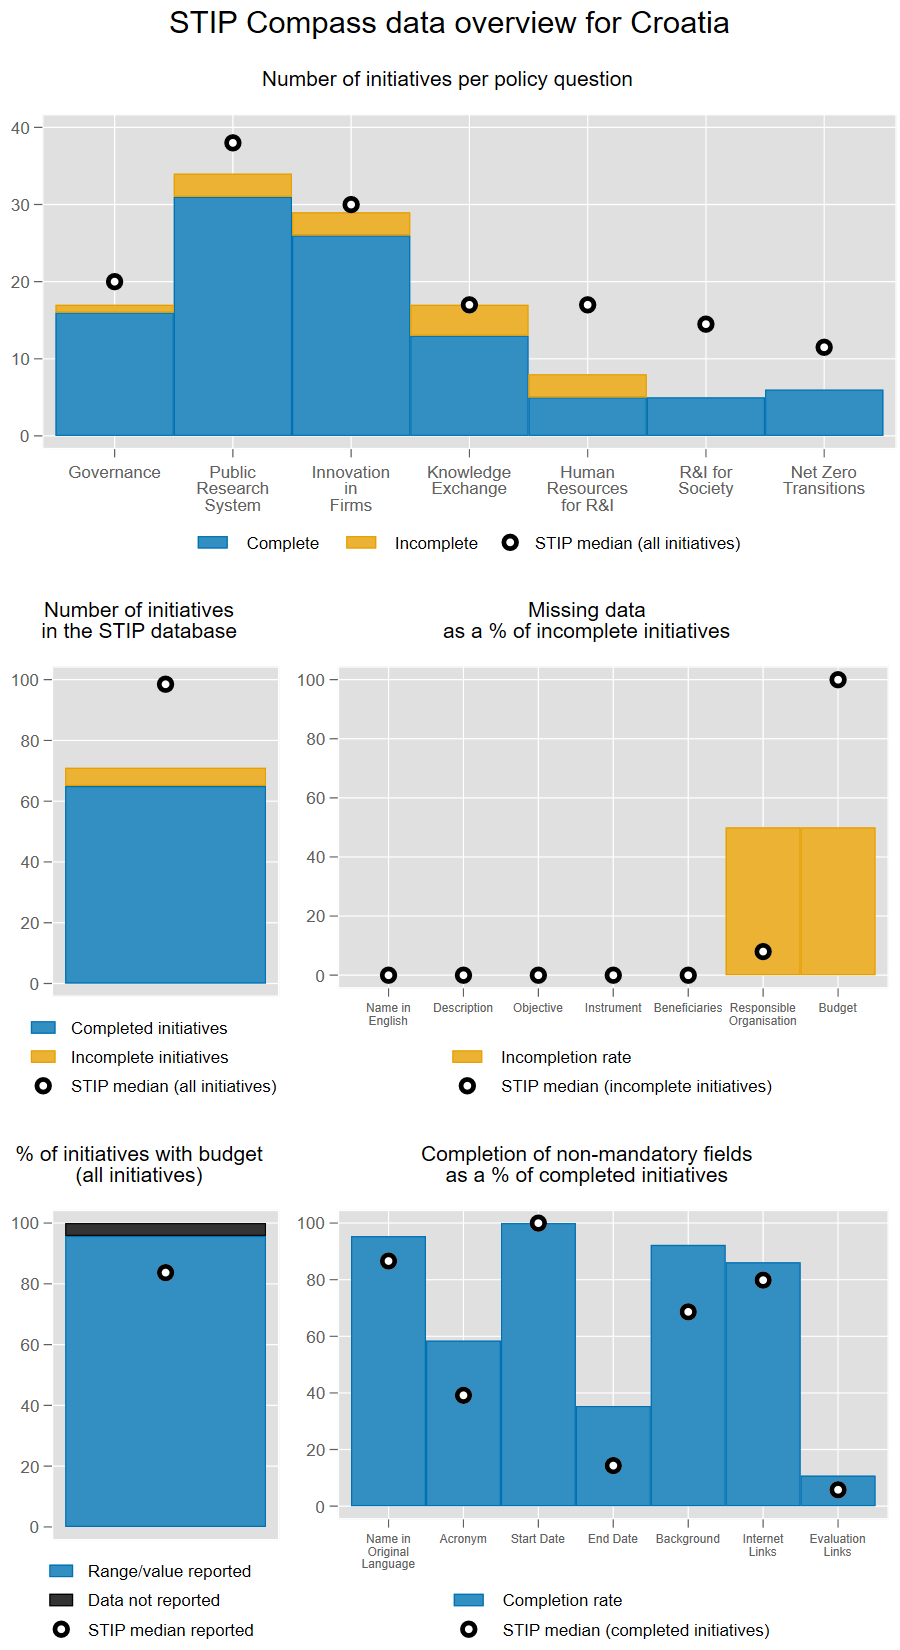 STIP Compass data overview for Croatia
Number of initiatives per policy question
40
30
20
10
0
Governance
Public
Research
System
Innovation
in
Firms
Knowledge
Exchange
Human
Resources
for R&I
R&I for
Society
Net Zero
Transitions
Complete
Incomplete
STIP median (all initiatives)
Number of initiatives
in the STIP database
100
80
60
40
20
0
Completed initiatives
Incomplete initiatives
STIP median (all initiatives)
Missing data
as a % of incomplete initiatives
100
80
60
40
20
0
Name in
English
Description
Objective
Instrument
Beneficiaries
Responsible
Organisation
Budget
Incompletion rate
STIP median (incomplete initiatives)
% of initiatives with budget
(all initiatives)
100
80
60
40
20
0
Range/value reported
Data not reported
STIP median reported
Completion of non-mandatory fields
as a % of completed initiatives
100
80
60
40
20
0
Name in
Original
Language
Acronym
Start Date
End Date
Background
Internet
Links
Evaluation
Links
Completion rate
STIP median (completed initiatives)